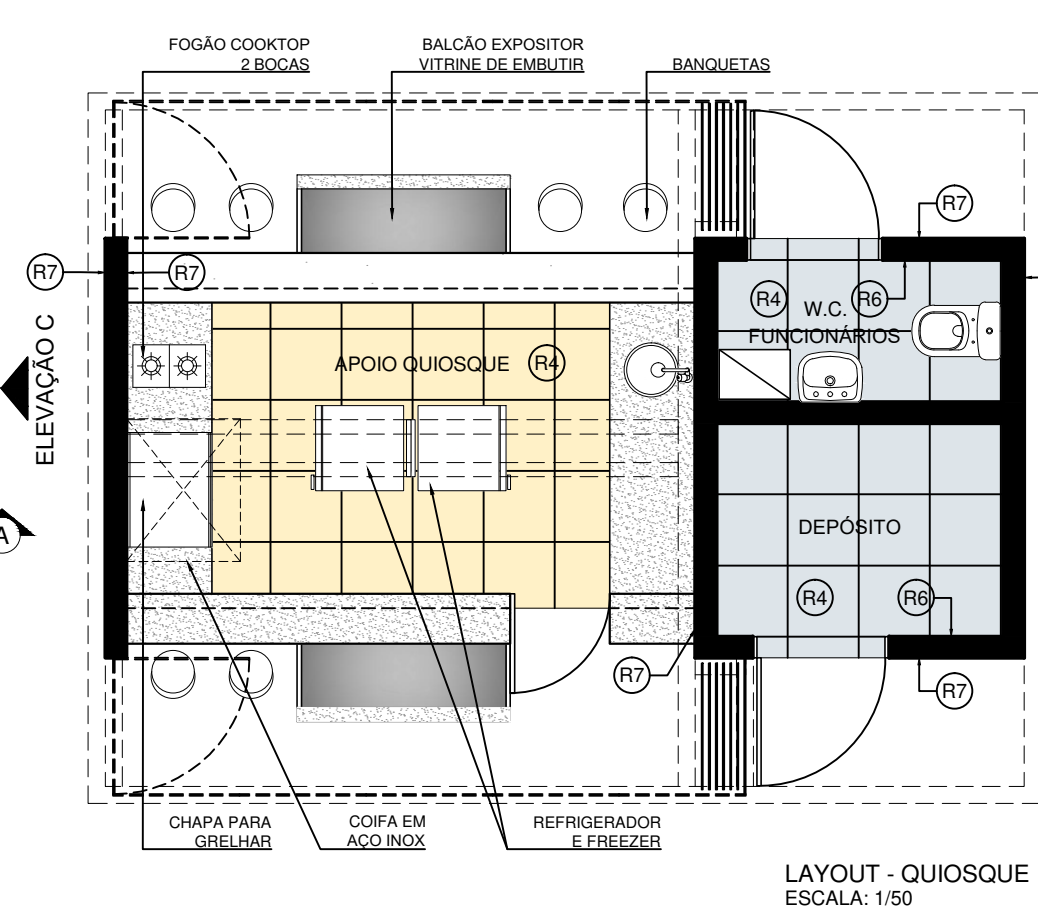 FOGÃO COOKTOP
2 BOCAS
BALCÃO EXPOSITOR
VITRINE DE EMBUTIR
BANQUETAS
R7
R7
R7
ELEVAÇÃO C
A
R4
R6
W.C.
FUNCIONÁRIOS
APOIO QUIOSQUE
R4
DEPÓSITO
R4
R6
R7
R7
CHAPA PARA
GRELHAR
COIFA EM
AÇO INOX
REFRIGERADOR
E FREEZER
LAYOUT - QUIOSQUE
ESCALA: 1/50